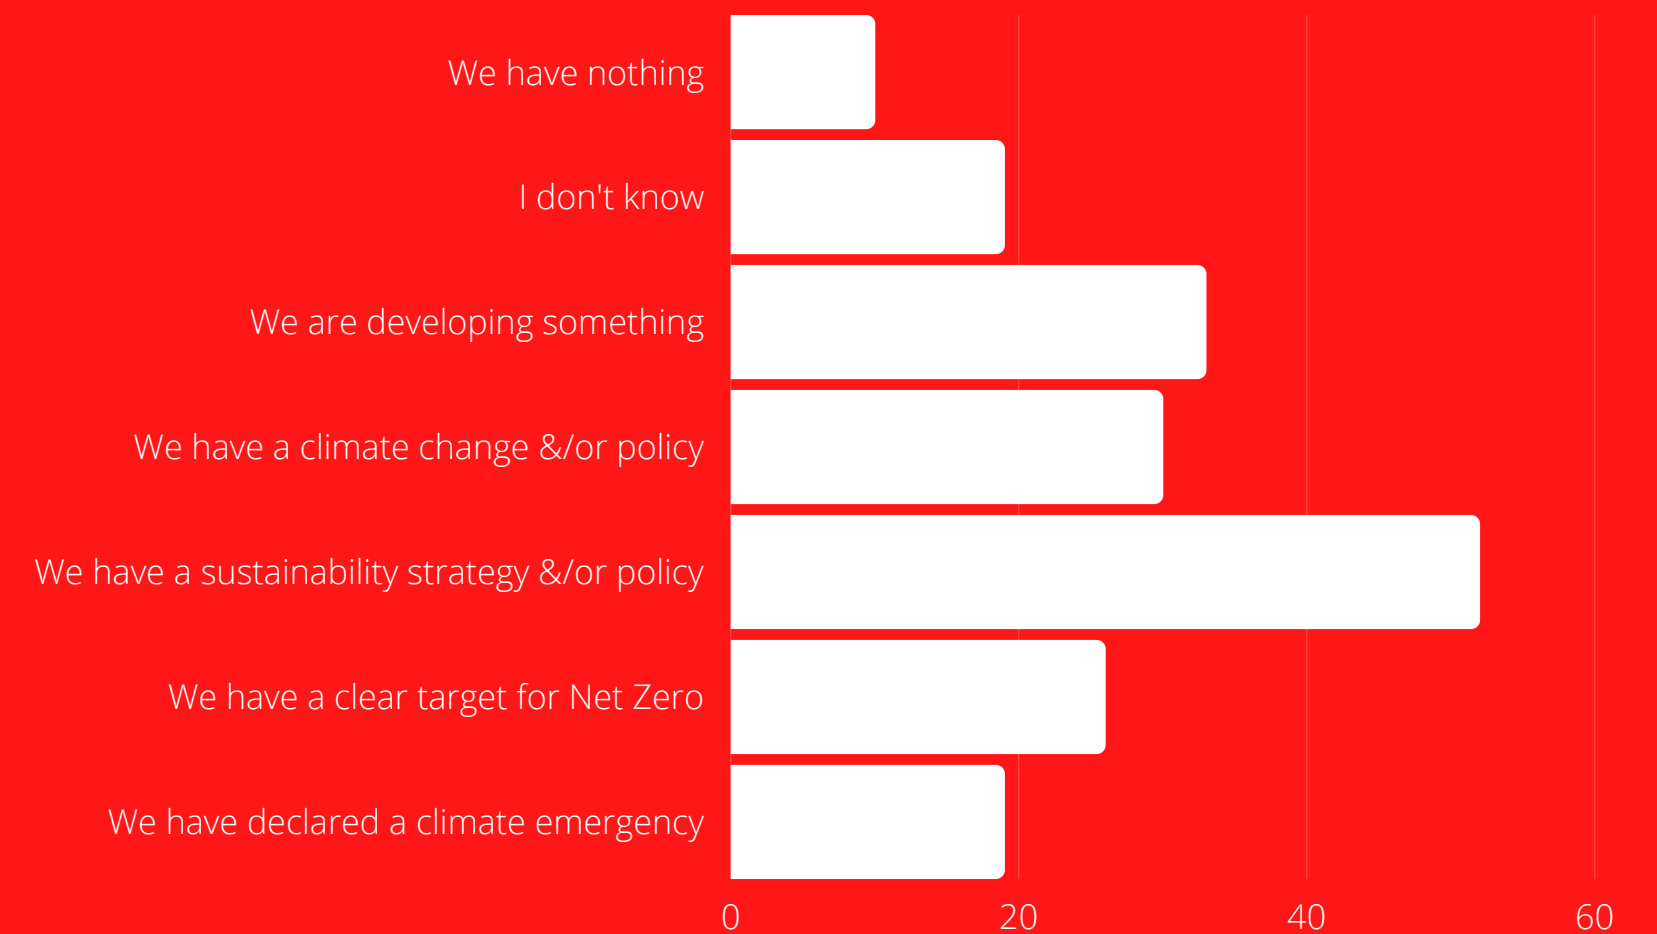 We have nothing
I don't know
We are developing something
We have a climate change &/or policy
We have a sustainability strategy &/or policy
We have a clear target for Net Zero
We have declared a climate emergency
0 20 40 60